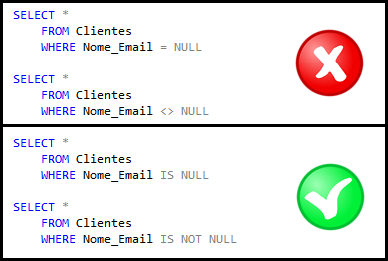 SELECT *
FROM Clientes
WHERE Nome_Email = NULL
SELECT *
FROM Clientes
WHERE Nome_Email <> NULL
SELECT *
FROM Clientes
WHERE Nome_Email IS NULL
SELECT *
FROM Clientes
WHERE Nome_Email IS NOT NULL